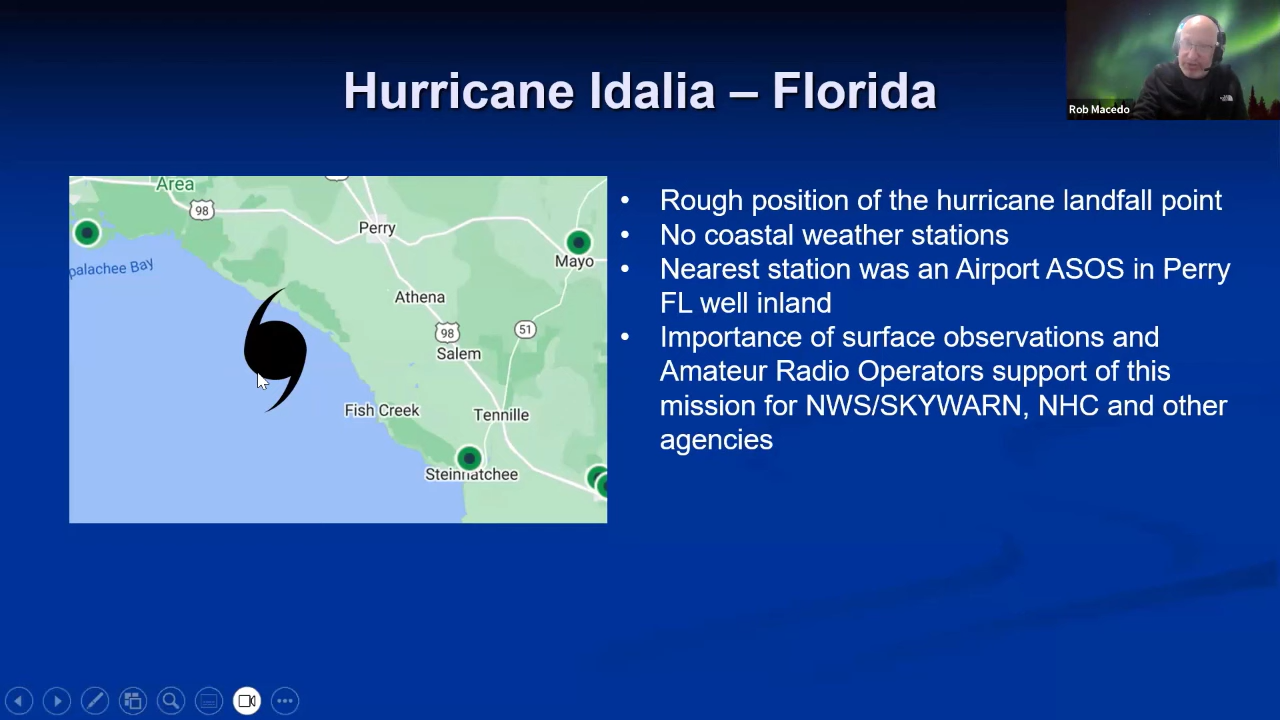 Hurricane Idalia – Florida
Rob Macedo
Area
98
Perry
palachee Bay
Mayo
Athena
98
51
Salem
Fish Creek
Tennille
Steinhatchee
• Rough position of the hurricane landfall point
• No coastal weather stations
• Nearest station was an Airport ASOS in Perry
FL well inland
• Importance of surface observations and
Amateur Radio Operators support of this
mission for NWS/SKYWARN, NHC and other
agencies